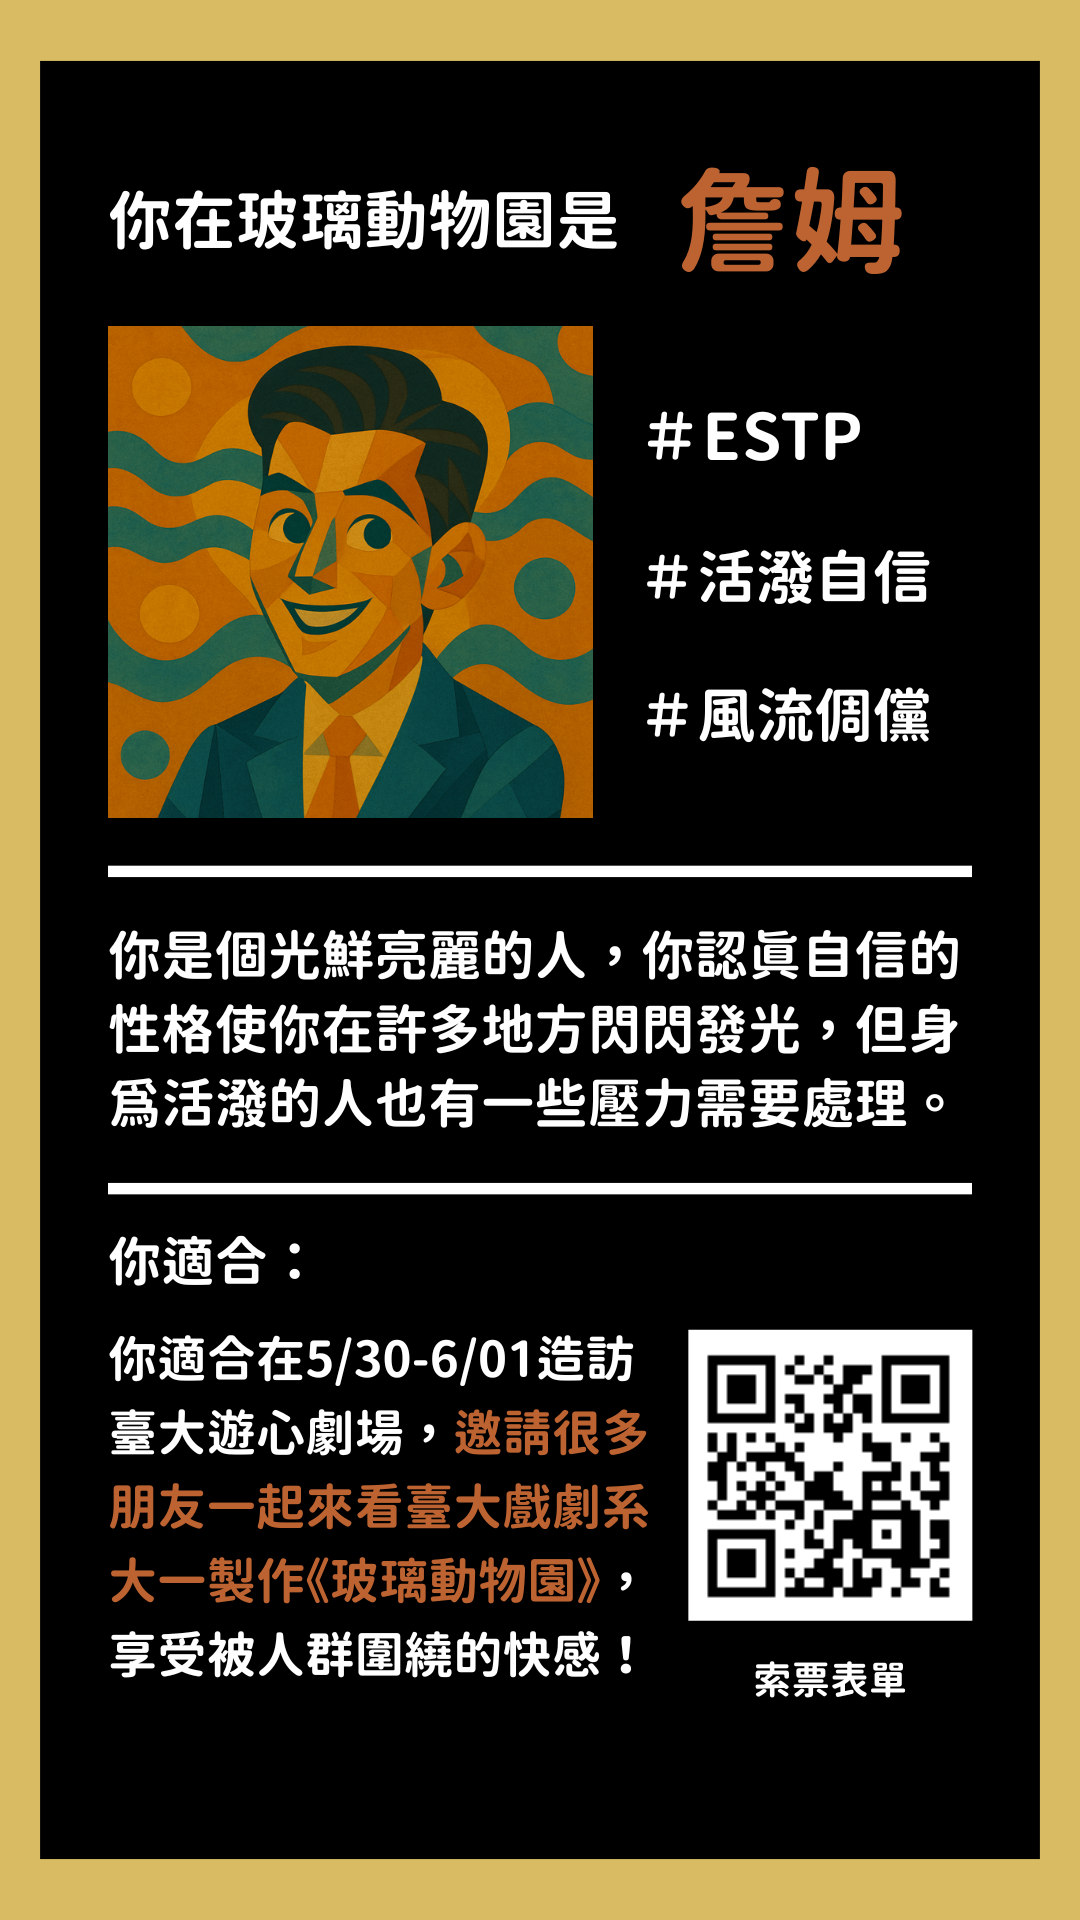 你在玻璃動物園是 詹姆
#ESTP
#活潑自信
#風流倜儻
你是個光鮮亮麗的人，你認真自信的
性格使你在許多地方閃閃發光，但身
為活潑的人也有一些壓力需要處理。
你適合：
你適合在5/30-6/01造訪
臺大遊心劇場，邀請很多
朋友一起來看臺大戲劇系
大一製作《玻璃動物園》，
享受被人群圍繞的快感！
索票表單